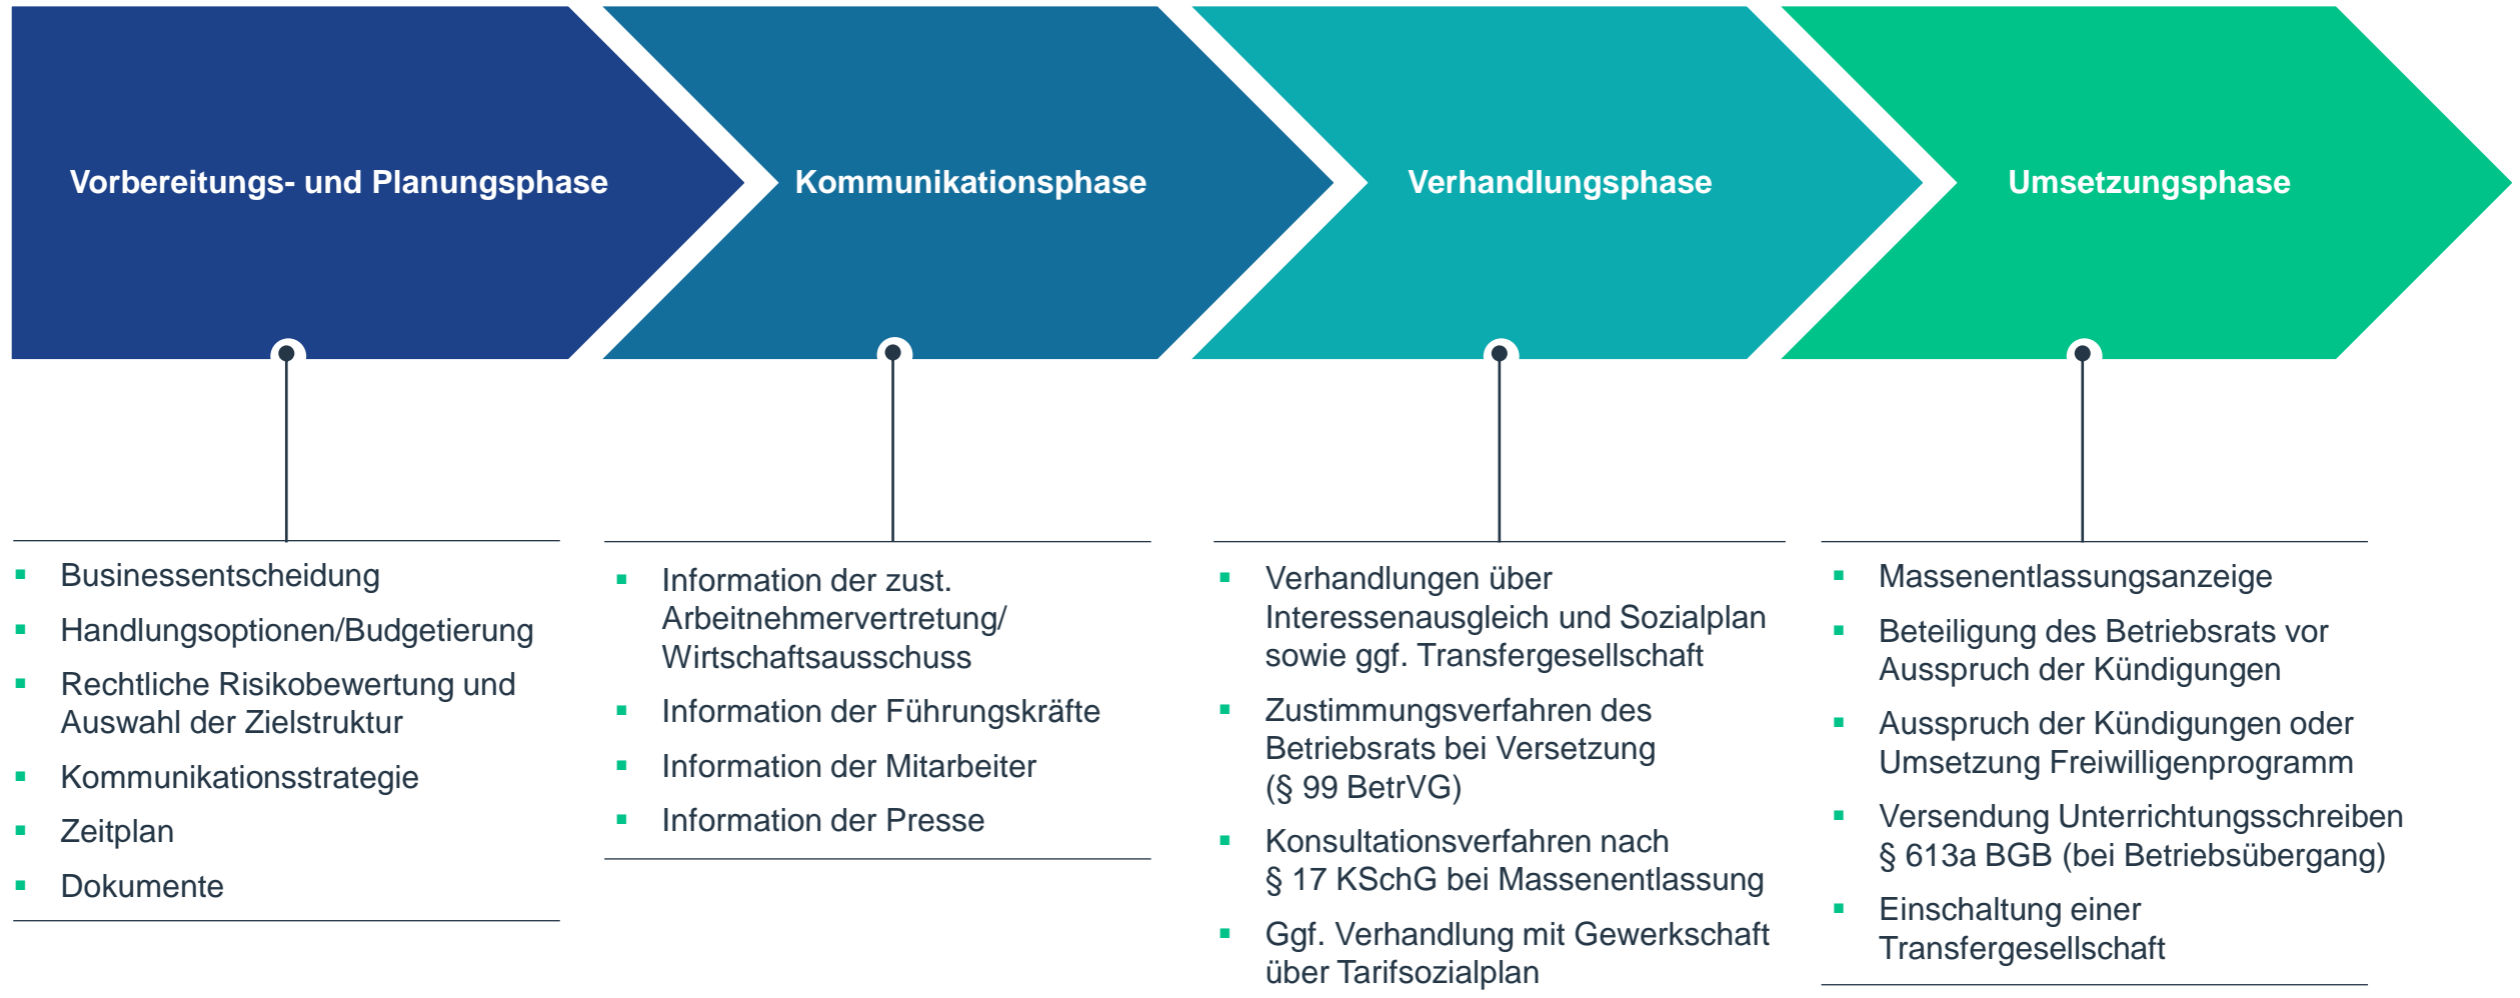 Vorbereitungs- und Planungsphase
Kommunikationsphase
Verhandlungsphase
Umsetzungsphase
▪ Businessentscheidung
▪ Handlungsoptionen/Budgetierung
▪ Rechtliche Risikobewertung und
Auswahl der Zielstruktur
▪ Kommunikationsstrategie
▪ Zeitplan
▪ Dokumente
▪ Information der zust.
Arbeitnehmervertretung/
Wirtschaftsausschuss
▪ Information der Führungskräfte
▪ Information der Mitarbeiter
▪ Information der Presse
▪ Verhandlungen über
Interessenausgleich und Sozialplan
sowie ggf. Transfergesellschaft
▪ Zustimmungsverfahren des
Betriebsrats bei Versetzung
(§ 99 BetrVG)
▪ Konsultationsverfahren nach
§ 17 KSchG bei Massenentlassung
▪ Ggf. Verhandlung mit Gewerkschaft
über Tarifsozialplan
▪ Massenentlassungsanzeige
▪ Beteiligung des Betriebsrats vor
Ausspruch der Kündigungen
▪ Ausspruch der Kündigungen oder
Umsetzung Freiwilligenprogramm
▪ Versendung Unterrichtungsschreiben
§ 613a BGB (bei Betriebsübergang)
▪ Einschaltung einer
Transfergesellschaft